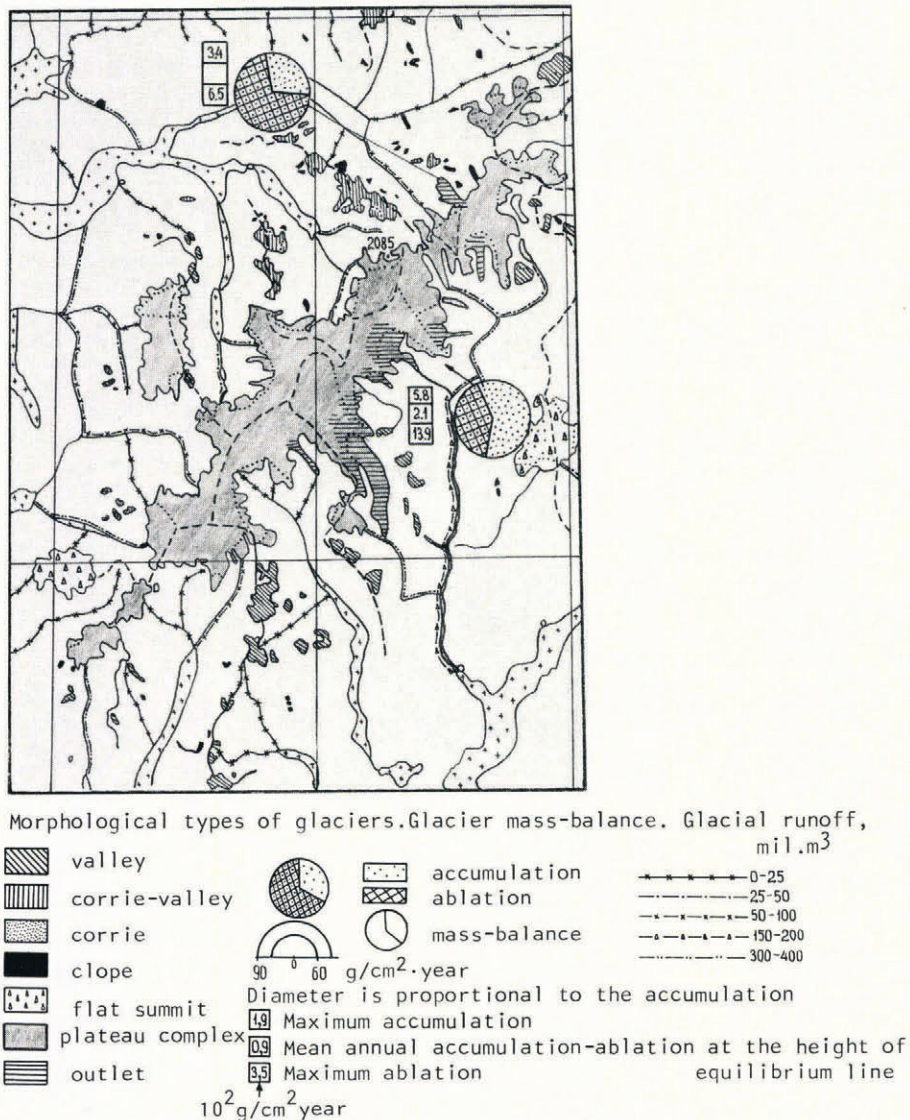 3,4
6,5
2085
5.8
2.1
13.9
Morphological types of glaciers.Glacier mass-balance. Glacial runoff,
mil.m³
valley
corrie-valley
corrie
clope
flat summit
plateau complex
outlet
accumulation
ablation
mass-balance
90 0 60 g/cm²·year
Diameter is proportional to the accumulation
1,9 Maximum accumulation
0,9 Mean annual accumulation-ablation at the height of
equilibrium line
3,5 Maximum ablation
10²g/cm²year
0-25
25-50
50-100
150-200
300-400